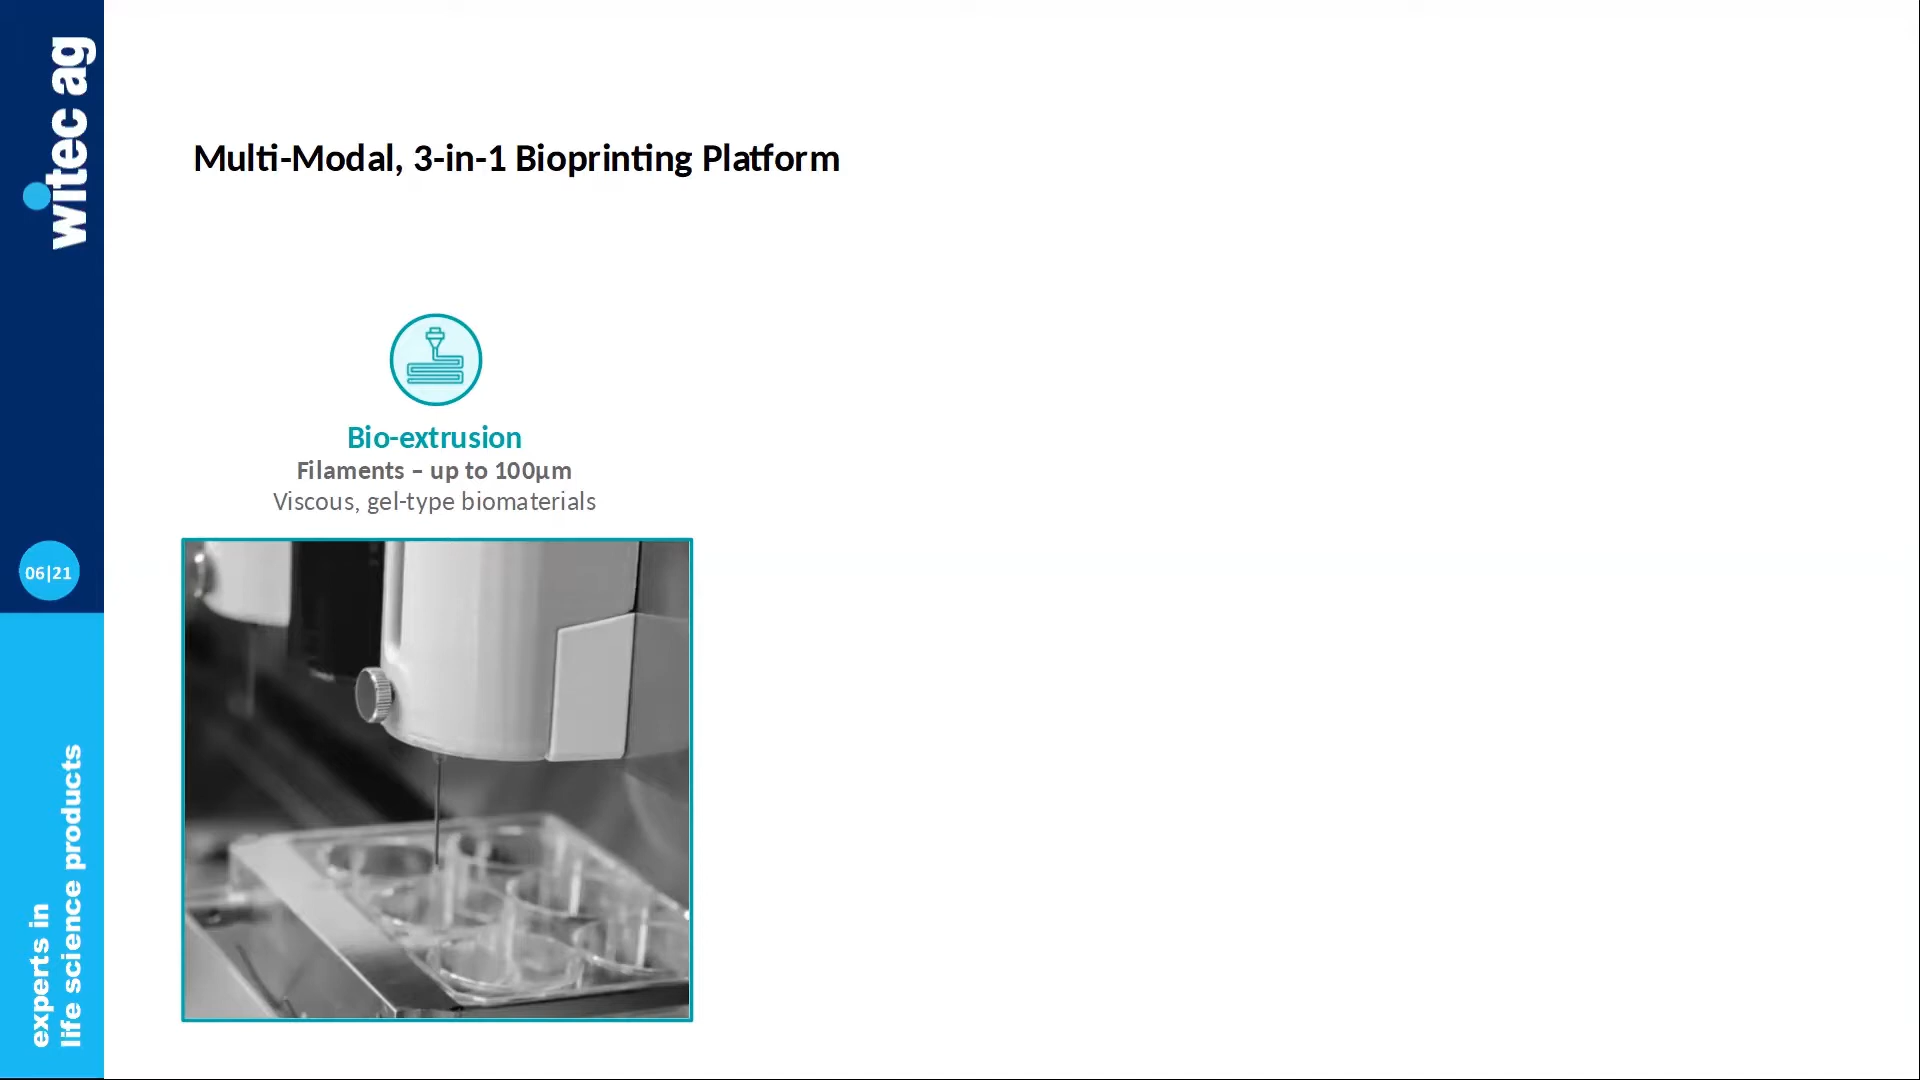 witec ag
Multi-Modal, 3-in-1 Bioprinting Platform
Bio-extrusion
Filaments – up to 100µm
Viscous, gel-type biomaterials
06|21
experts in
life science products